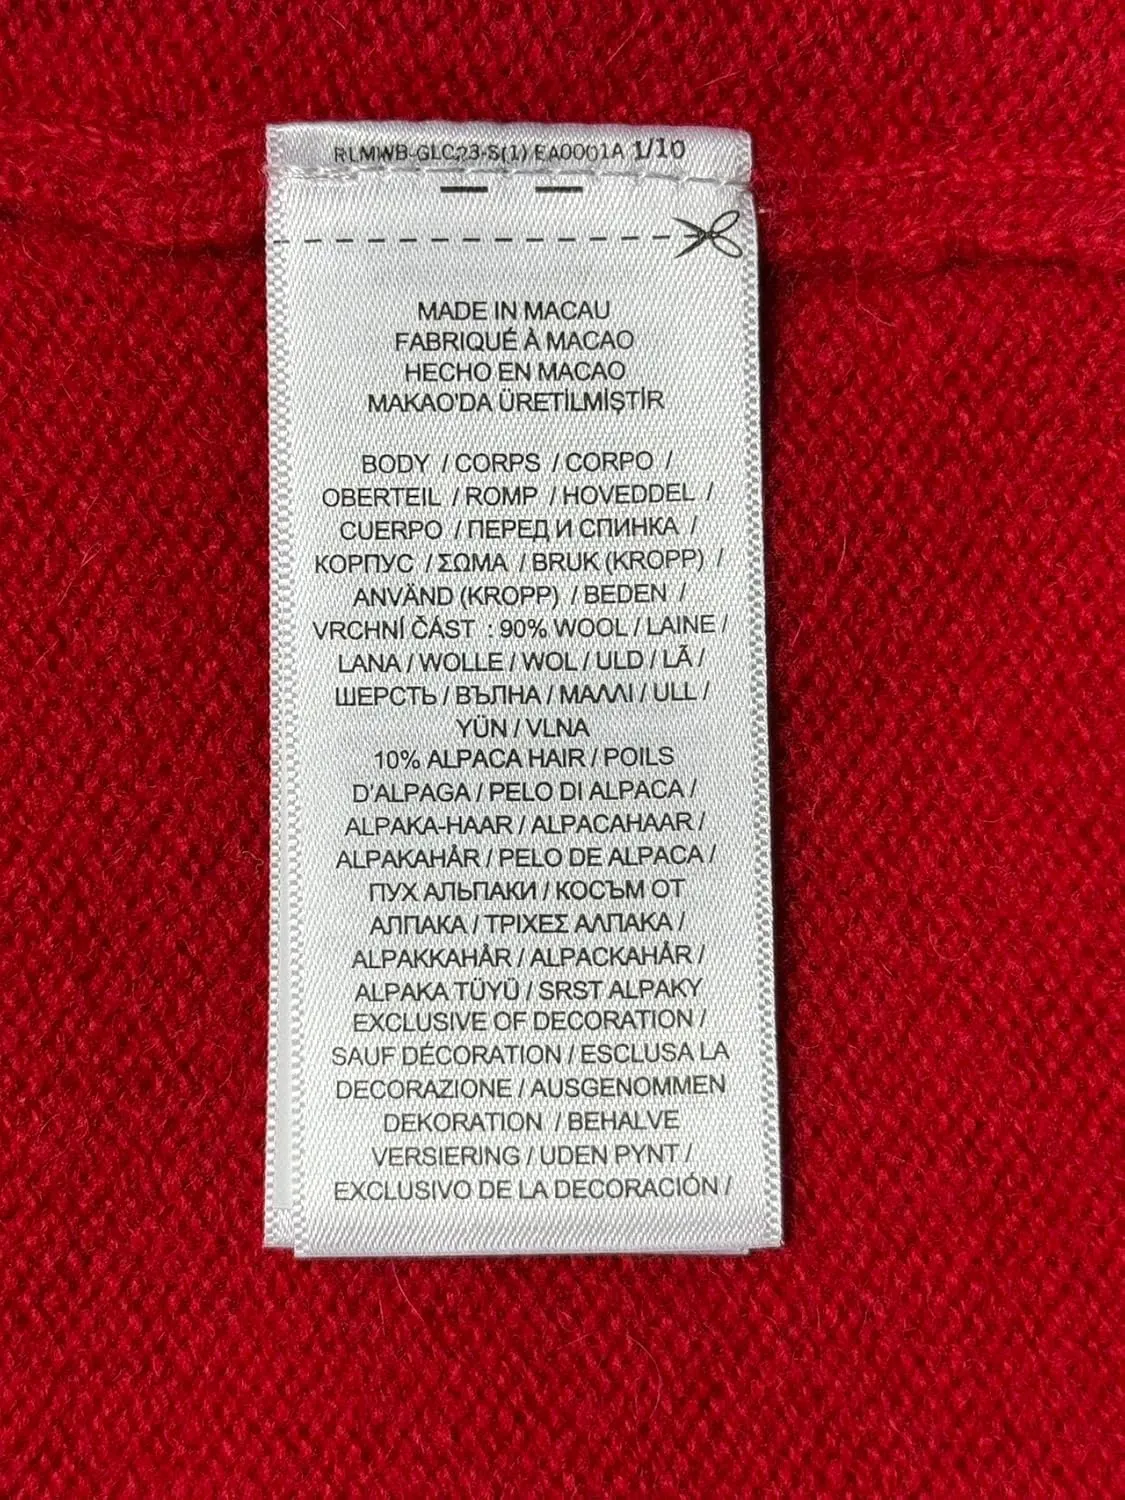 RLMWB-GLC23-S(1) EA0001A 1/10
MADE IN MACAU
FABRIQUÉ À MACAO
HECHO EN MACAO
MAKAO'DA ÜRETİLMİŞTİR
BODY / CORPS / CORPO /
OBERTEIL / ROMP / HOVEDDEL /
CUERPO / ПЕРЕД И СПИНКА /
КОРПУС / ΣΩΜΑ / BRUK (KROPP) /
ANVÄND (KROPP) / BEDEN /
VRCHNÍ ČÁST : 90% WOOL / LAINE /
LANA / WOLLE / WOL / ULD / LÃ /
ШЕРСТЬ / ВЪЛНА / ΜΑΛΛΙ / ULL /
YÜN / VLNA
10% ALPACA HAIR / POILS
D'ALPAGA / PELO DI ALPACA /
ALPAKA-HAAR / ALPACAHAAR /
ALPAKAHÅR / PELO DE ALPACA /
ПУХ АЛЬПАКИ / КОСЪМ ОТ
АЛПАКА / ΤΡΙΧΕΣ ΑΛΠΑΚΑ /
ALPAKKAHÅR / ALPACKAHÅR /
ALPAKA TÜYÜ / SRST ALPAKY
EXCLUSIVE OF DECORATION /
SAUF DÉCORATION / ESCLUSA LA
DECORAZIONE / AUSGENOMMEN
DEKORATION / BEHALVE
VERSIERING / UDEN PYNT /
EXCLUSIVO DE LA DECORACIÓN /